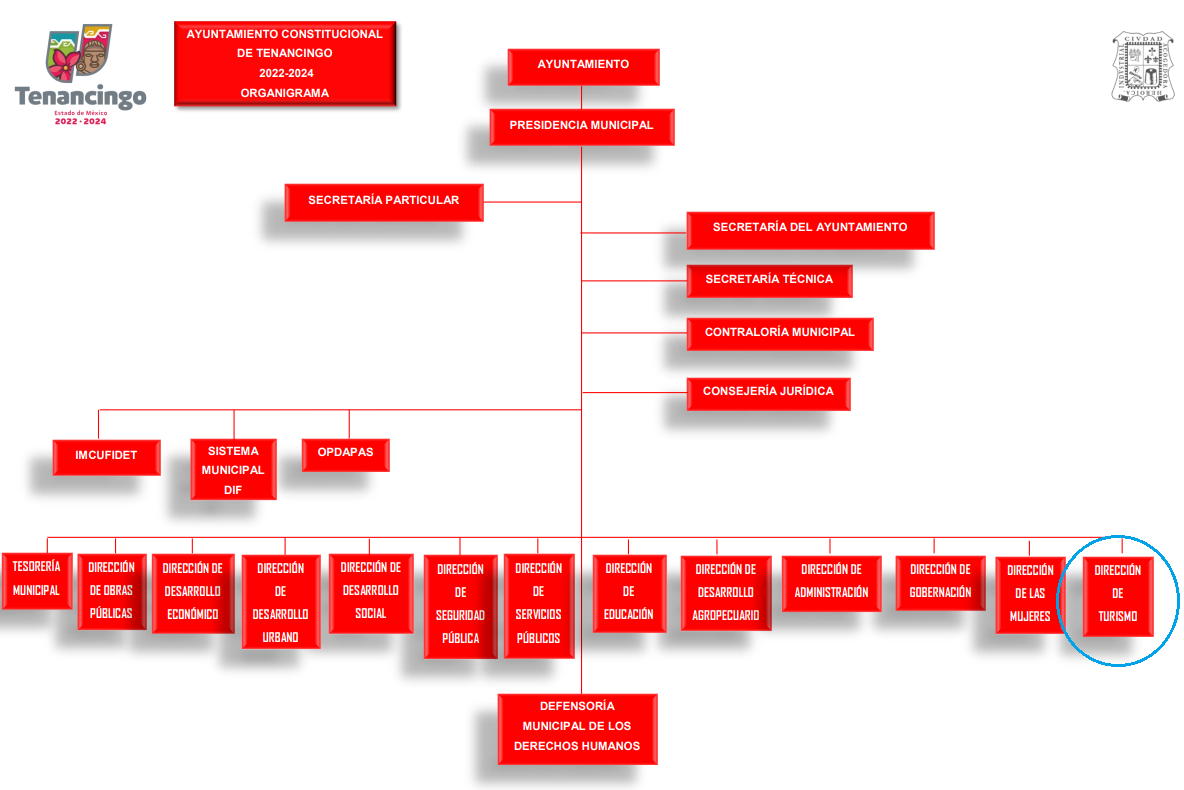 Tenancingo
Estado de México
2022 - 2024
AYUNTAMIENTO CONSTITUCIONAL
DE TENANCINGO
2022-2024
ORGANIGRAMA
CIVDAD
ACOGEDORA
HEROICA
INDUSTRIAL
AYUNTAMIENTO
PRESIDENCIA MUNICIPAL
SECRETARÍA PARTICULAR
SECRETARÍA DEL AYUNTAMIENTO
SECRETARÍA TÉCNICA
CONTRALORÍA MUNICIPAL
CONSEJERÍA JURÍDICA
IMCUFIDET
SISTEMA
MUNICIPAL
DIF
OPDAPAS
TESORERÍA
MUNICIPAL
DIRECCIÓN
DE OBRAS
PÚBLICAS
DIRECCIÓN DE
DESARROLLO
ECONÓMICO
DIRECCIÓN
DE
DESARROLLO
URBANO
DIRECCIÓN DE
DESARROLLO
SOCIAL
DIRECCIÓN
DE
SEGURIDAD
PÚBLICA
DIRECCIÓN
DE
SERVICIOS
PÚBLICOS
DIRECCIÓN
DE
EDUCACIÓN
DIRECCIÓN DE
DESARROLLO
AGROPECUARIO
DIRECCIÓN DE
ADMINISTRACIÓN
DIRECCIÓN DE
GOBERNACIÓN
DIRECCIÓN
DE LAS
MUJERES
DIRECCIÓN
DE
TURISMO
DEFENSORÍA
MUNICIPAL DE LOS
DERECHOS HUMANOS